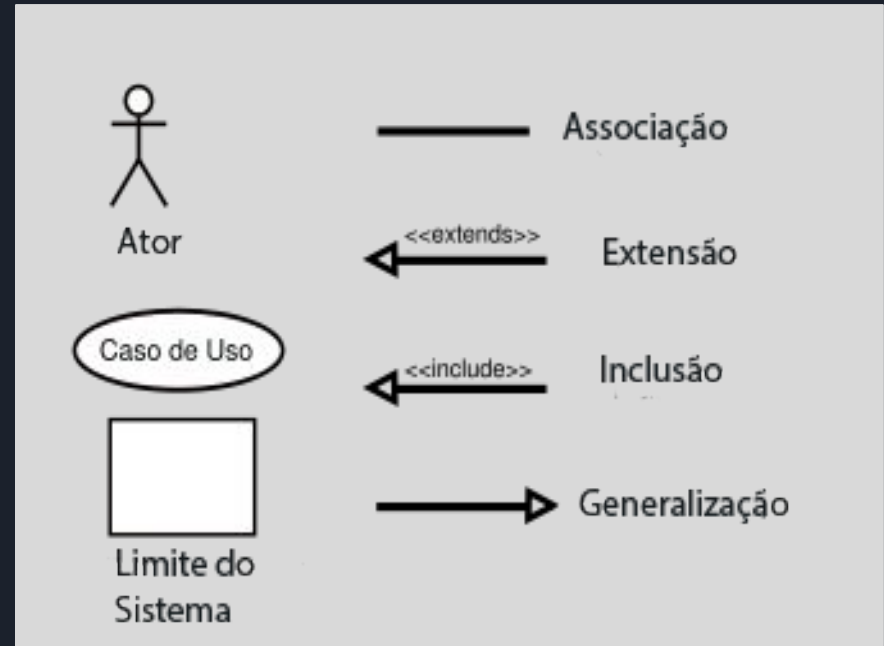 Associação
<<extends>>
Ator
Extensão
Caso de Uso
<<include>>
Inclusão
Generalização
Limite do
Sistema